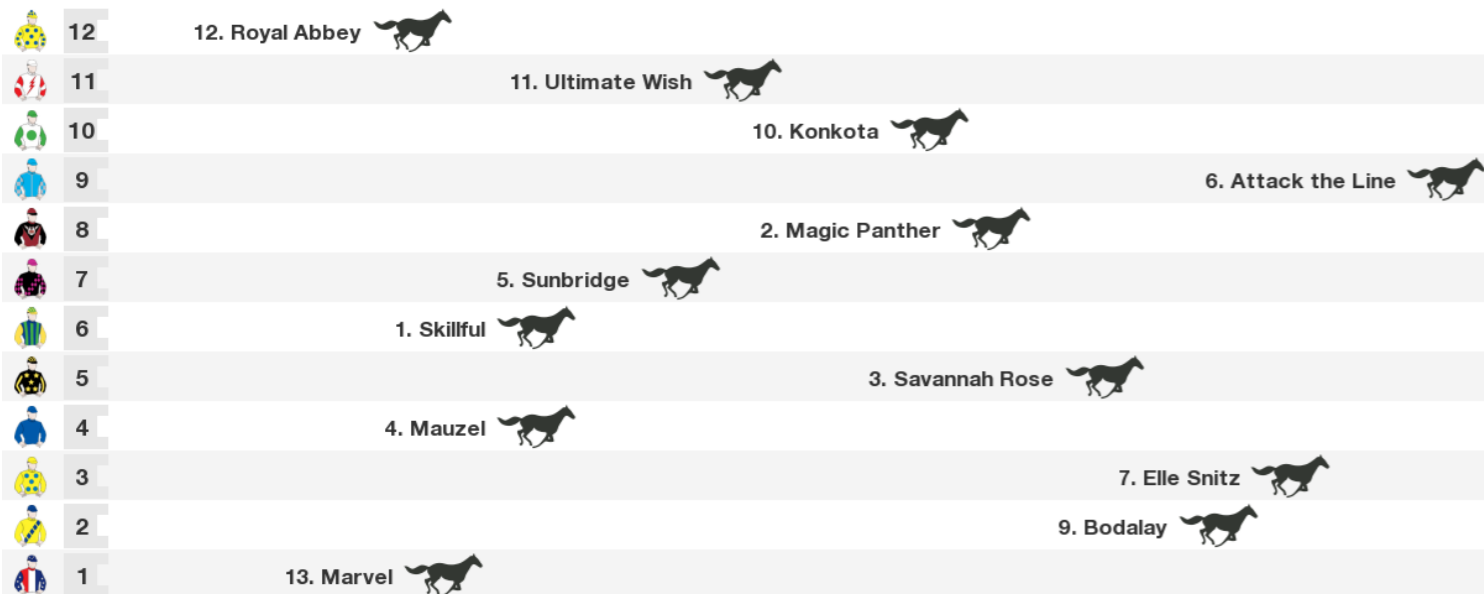 12 12. Royal Abbey
11 11. Ultimate Wish
10 10. Konkota
9 6. Attack the Line
8 2. Magic Panther
7 5. Sunbridge
6 1. Skillful
5 3. Savannah Rose
4 4. Mauzel
3 7. Elle Snitz
2 9. Bodalay
1 13. Marvel